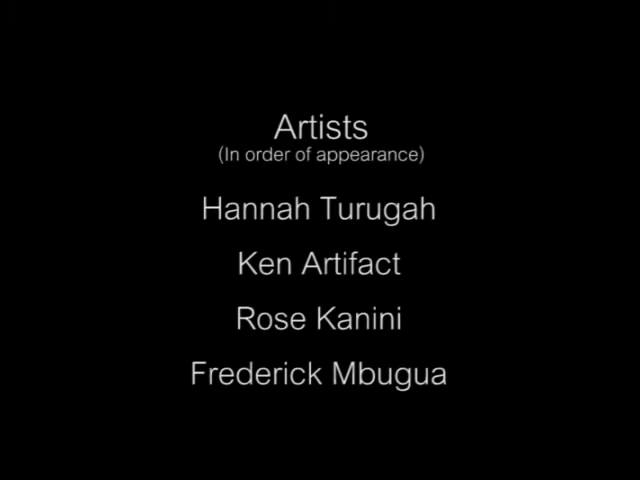 Artists
(In order of appearance)
Hannah Turugah
Ken Artifact
Rose Kanini
Frederick Mbugua